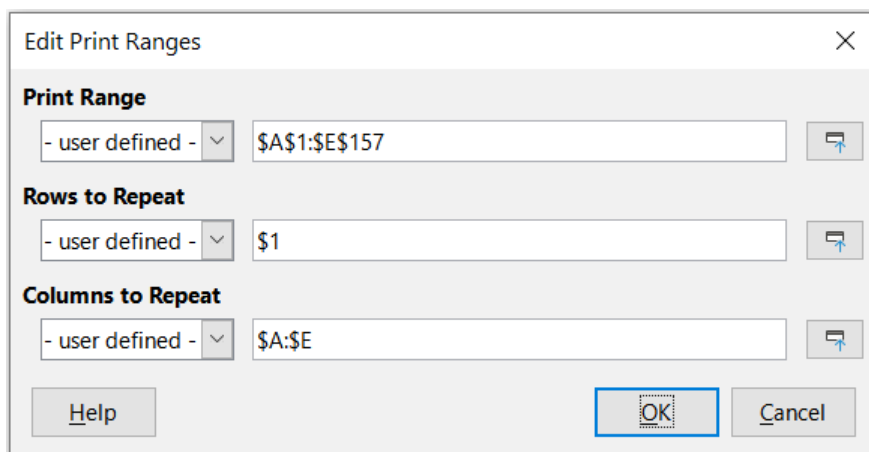 Edit Print Ranges
Print Range
- user defined - $A$1:$E$157
Rows to Repeat
- user defined - $1
Columns to Repeat
- user defined - $A:$E
Help OK Cancel